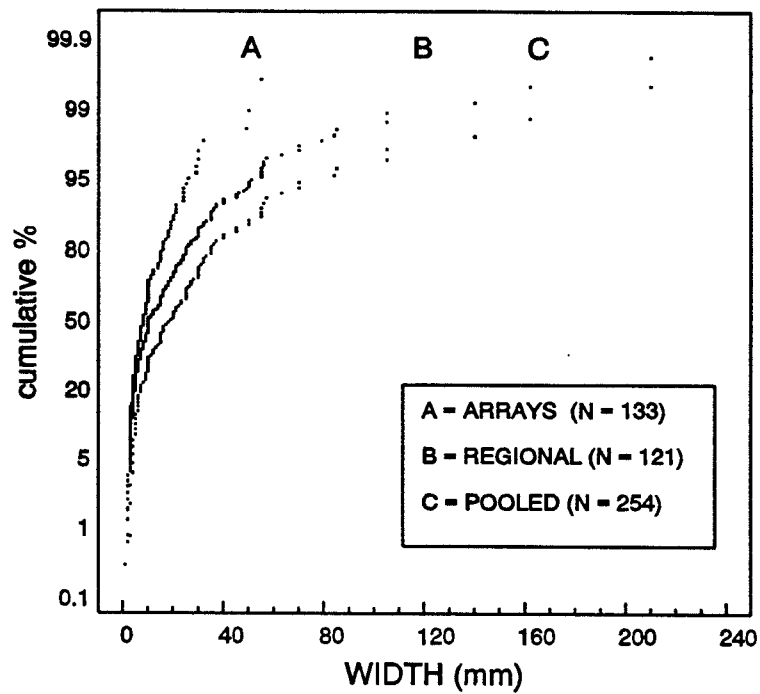 A B C
99.9
99
95
80
50
20
5
1
0.1
cumulative %
A = ARRAYS (N = 133)
B = REGIONAL (N = 121)
C = POOLED (N = 254)
0 40 80 120 160 200 240
WIDTH (mm)